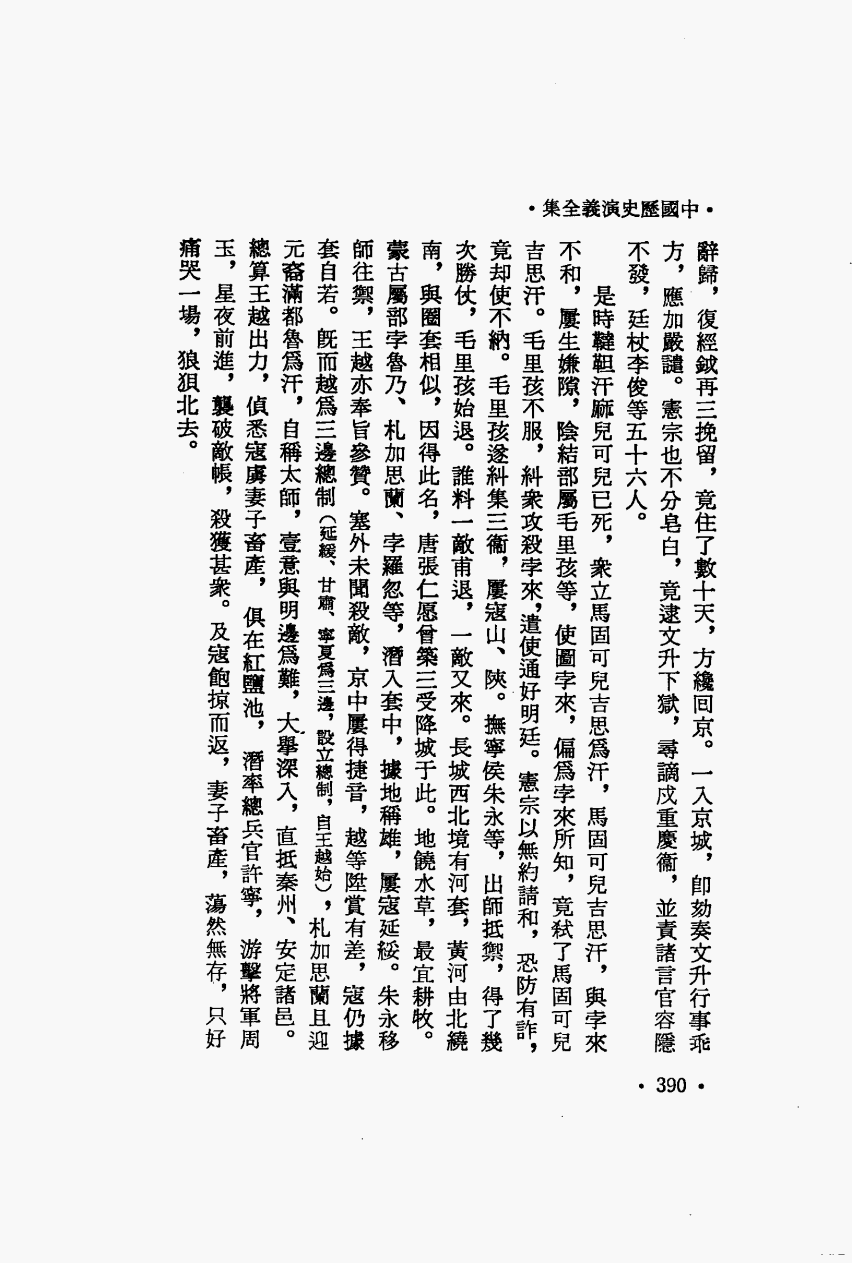 •中國歷史演義全集•
辭歸，復經鉞再三挽留，竟住了數十天，方纔回京。一入京城，卽劾奏文升行事乖
方，應加嚴譴。憲宗也不分皂白，竟逮文升下獄，尋謫戍重慶衞，並責諸言官容隱
不發，廷杖李俊等五十六人。
是時韃靼汗麻兒可兒已死，衆立馬固可兒吉思爲汗，馬固可兒吉思汗，與孛來
不和，屢生嫌隙，陰結部屬毛里孩等，使圖孛來，偏爲孛來所知，竟弒了馬固可兒
吉思汗。毛里孩不服，糾衆攻殺孛來，遣使通好明廷。憲宗以無約請和，恐防有詐，
竟却使不納。毛里孩遂糾集三衞，屢寇山、陝。撫寧侯朱永等，出師抵禦，得了幾
次勝仗，毛里孩始退。誰料一敵甫退，一敵又來。長城西北境有河套，黃河由北繞
南，與圈套相似，因得此名，唐張仁愿曾築三受降城于此。地饒水草，最宜耕牧。
蒙古屬部孛魯乃、札加思蘭、孛羅忽等，潛入套中，據地稱雄，屢寇延綏。朱永移
師往禦，王越亦奉旨參贊。塞外未聞殺敵，京中屢得捷音，越等陞賞有差，寇仍據
套自若。旣而越爲三邊總制（延綏、甘肅、寧夏爲三邊，設立總制，自王越始），札加思蘭且迎
元裔滿都魯爲汗，自稱太師，壹意與明邊爲難，大舉深入，直抵秦州、安定諸邑。
總算王越出力，偵悉寇虜妻子畜產，俱在紅鹽池，潛率總兵官許寧，游擊將軍周
玉，星夜前進，襲破敵帳，殺獲甚衆。及寇飽掠而返，妻子畜產，蕩然無存，只好
痛哭一場，狼狽北去。
• 390 •